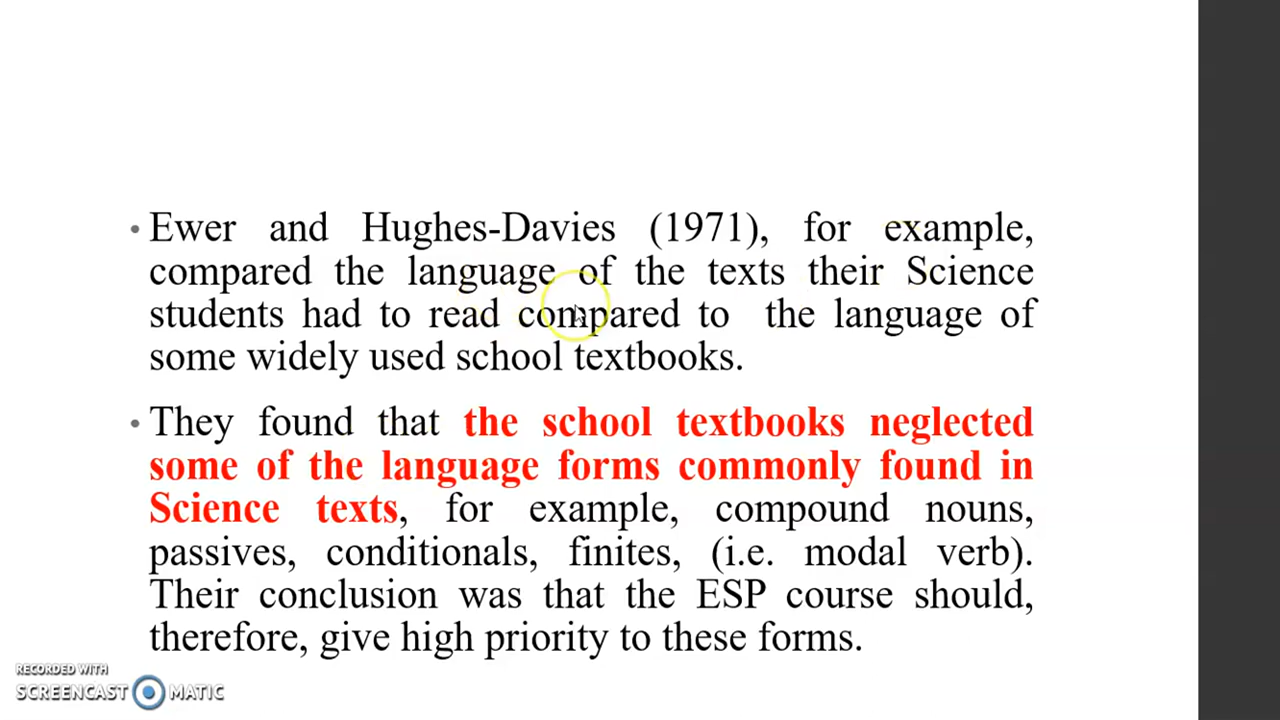 • Ewer and Hughes-Davies (1971), for example,
compared the language of the texts their Science
students had to read compared to the language of
some widely used school textbooks.
• They found that the school textbooks neglected
some of the language forms commonly found in
Science texts, for example, compound nouns,
passives, conditionals, finites, (i.e. modal verb).
Their conclusion was that the ESP course should,
therefore, give high priority to these forms.
RECORDED WITH
SCREENCAST MATIC